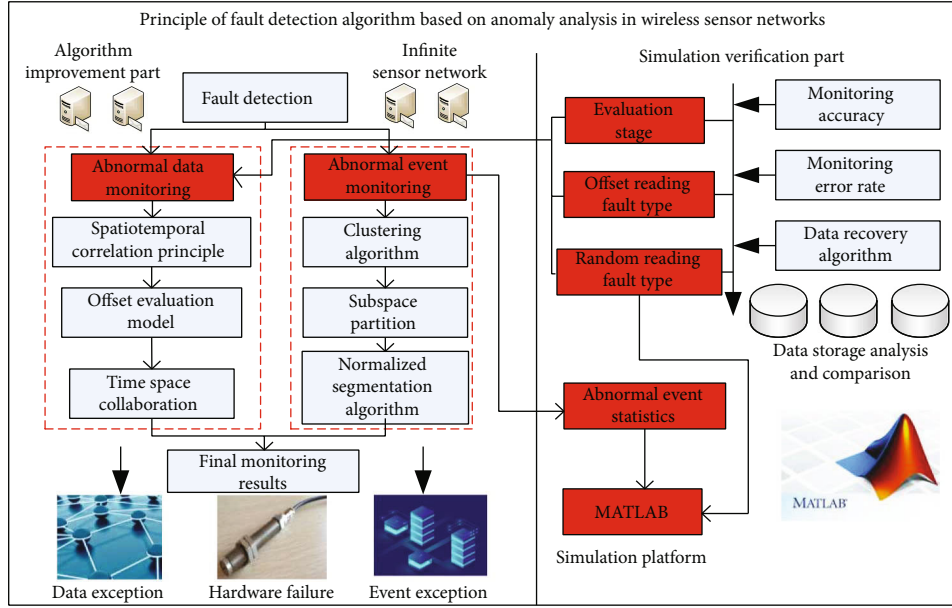 Principle of fault detection algorithm based on anomaly analysis in wireless sensor networks
Algorithm
improvement part
Infinite
sensor network
Fault detection
Abnormal data
monitoring
Abnormal event
monitoring
Spatiotemporal
correlation principle
Clustering
algorithm
Offset evaluation
model
Subspace
partition
Time space
collaboration
Normalized
segmentation
algorithm
Final monitoring
results
Data exception
Hardware failure
Event exception
Simulation verification part
Evaluation
stage
Monitoring
accuracy
Offset reading
fault type
Monitoring
error rate
Random reading
fault type
Data recovery
algorithm
Data storage analysis
and comparison
Abnormal event
statistics
MATLAB
MATLAB
Simulation platform